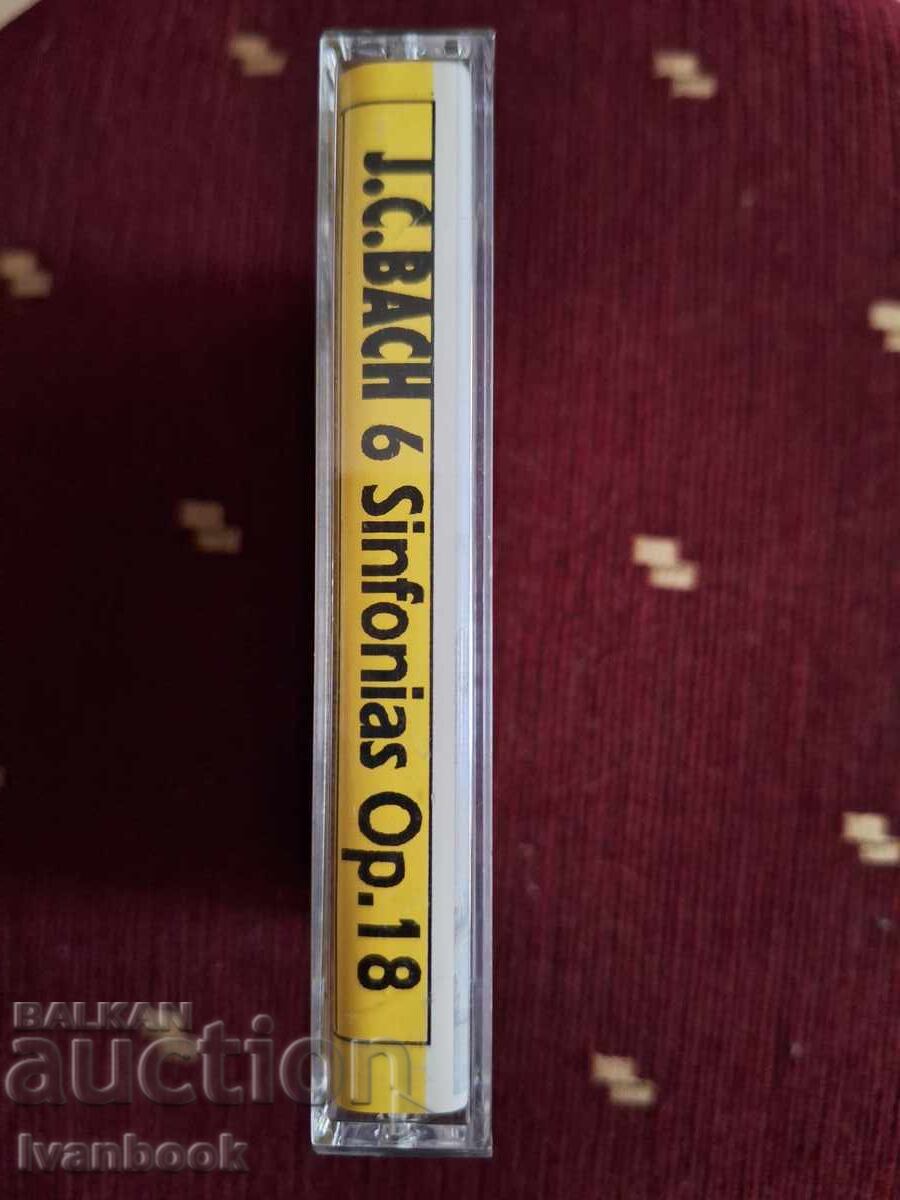 J.C.BACH 6 Sinfonias Op.18
BALKAN
auction
Ivanbook